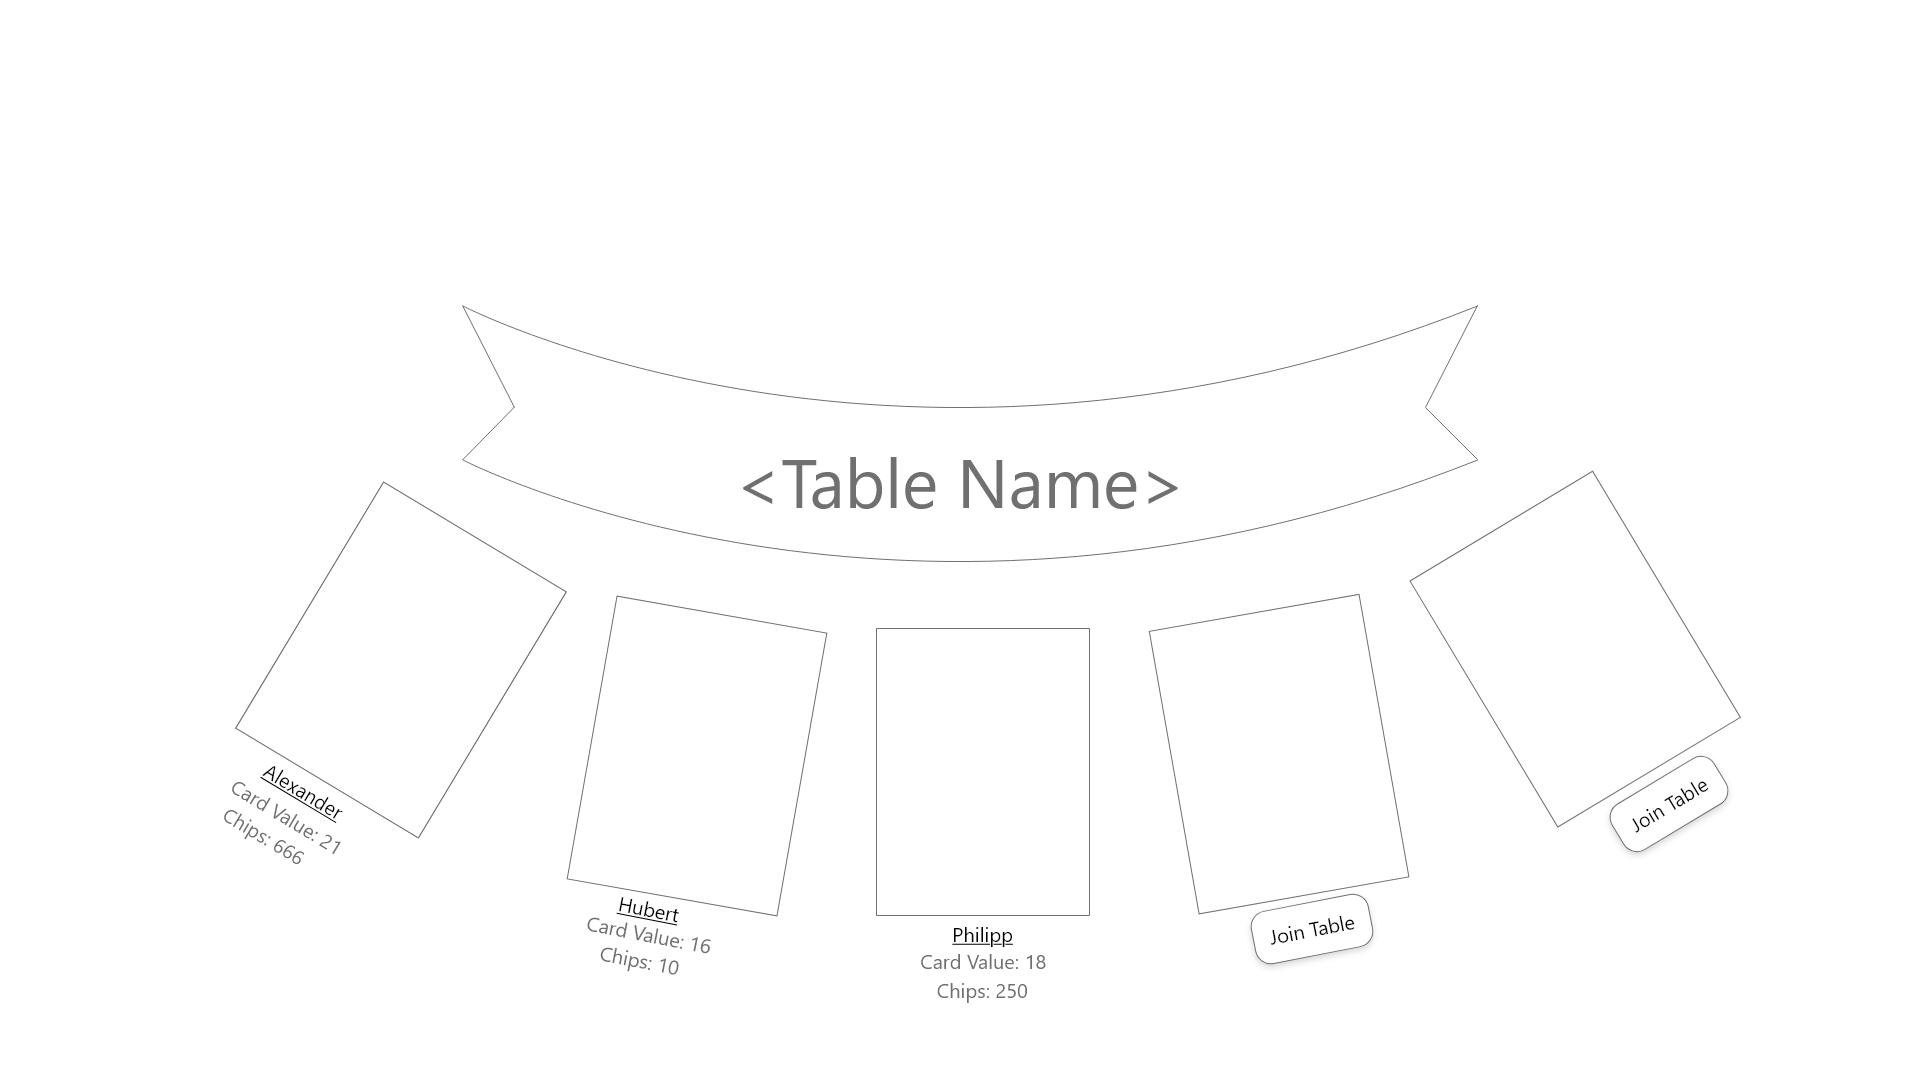 <Table Name>
Alexander
Card Value: 21
Chips: 666
Hubert
Card Value: 16
Chips: 10
Philipp
Card Value: 18
Chips: 250
Join Table
Join Table